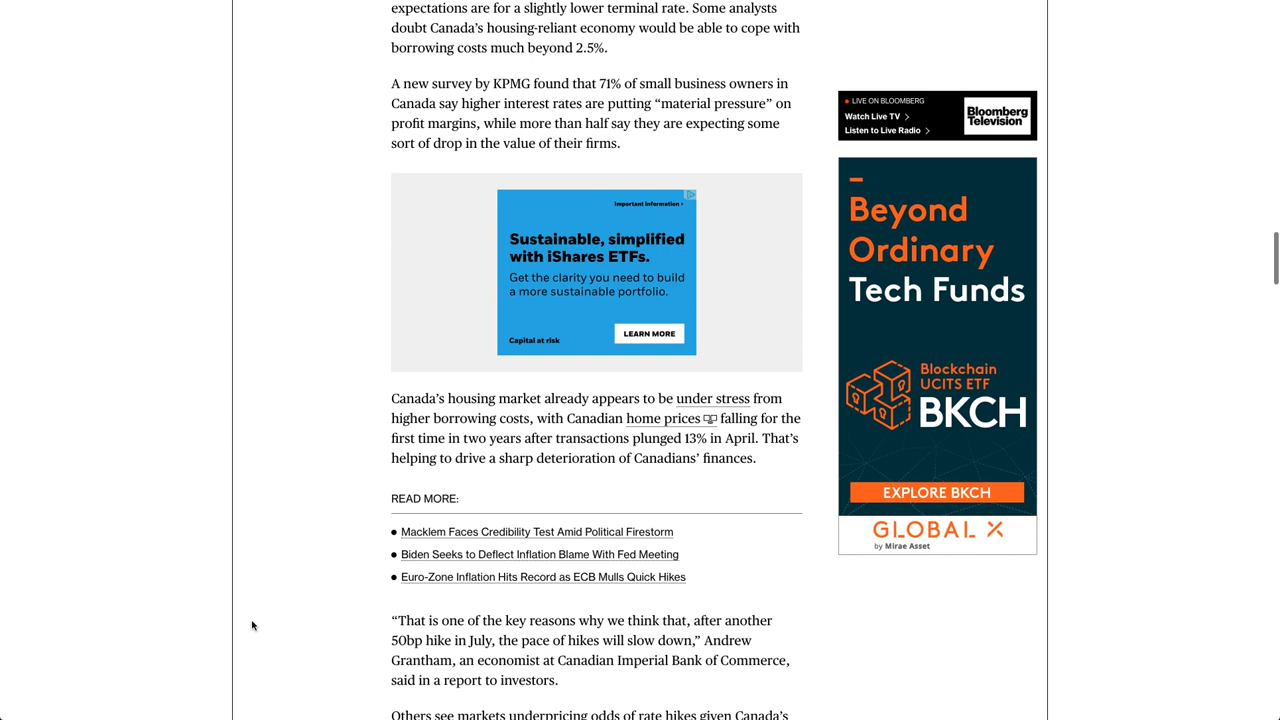 expectations are for a slightly lower terminal rate. Some analysts
doubt Canada’s housing-reliant economy would be able to cope with
borrowing costs much beyond 2.5%.
A new survey by KPMG found that 71% of small business owners in
Canada say higher interest rates are putting “material pressure” on
profit margins, while more than half say they are expecting some
sort of drop in the value of their firms.
Important information ›
Sustainable, simplified
with iShares ETFs.
Get the clarity you need to build
a more sustainable portfolio.
Capital at risk
LEARN MORE
Canada’s housing market already appears to be under stress from
higher borrowing costs, with Canadian home prices falling for the
first time in two years after transactions plunged 13% in April. That’s
helping to drive a sharp deterioration of Canadians’ finances.
READ MORE:
Macklem Faces Credibility Test Amid Political Firestorm
Biden Seeks to Deflect Inflation Blame With Fed Meeting
Euro-Zone Inflation Hits Record as ECB Mulls Quick Hikes
“That is one of the key reasons why we think that, after another
50bp hike in July, the pace of hikes will slow down,” Andrew
Grantham, an economist at Canadian Imperial Bank of Commerce,
said in a report to investors.
Others see markets underpricing odds of rate hikes given Canada’s
LIVE ON BLOOMBERG
Watch Live TV
Listen to Live Radio
Bloomberg
Television
Beyond
Ordinary
Tech Funds
Blockchain
UCITS ETF
BKCH
EXPLORE BKCH
GLOBAL X
by Mirae Asset